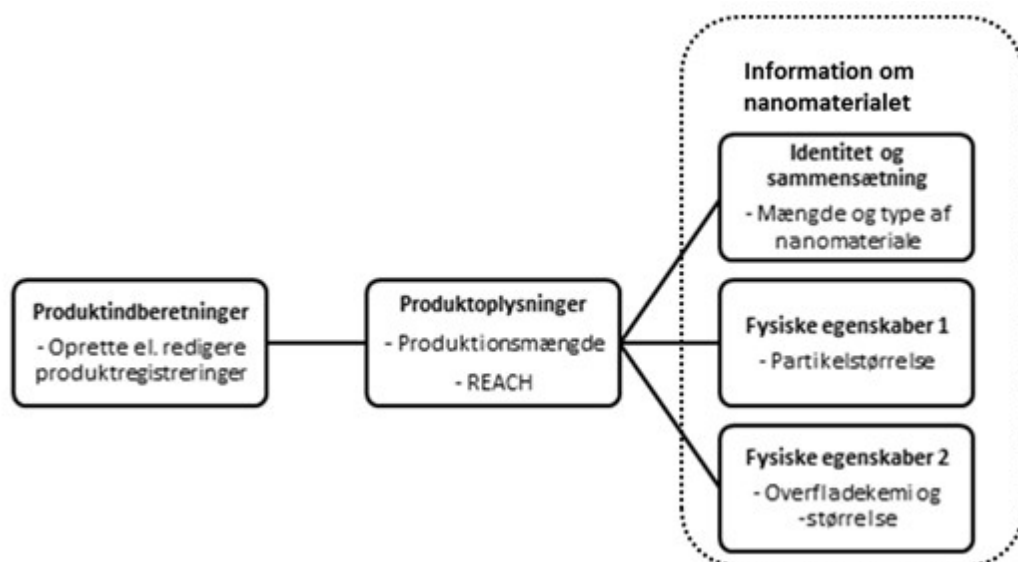 Produktindberetninger
- Oprette el. redigere
produktregistreringer
Produktoplysninger
- Produktionsmængde
- REACH
Information om
nanomaterialet
Identitet og
sammensætning
- Mængde og type af
nanomateriale
Fysiske egenskaber 1
- Partikelstørrelse
Fysiske egenskaber 2
- Overfladekemi og
-størrelse